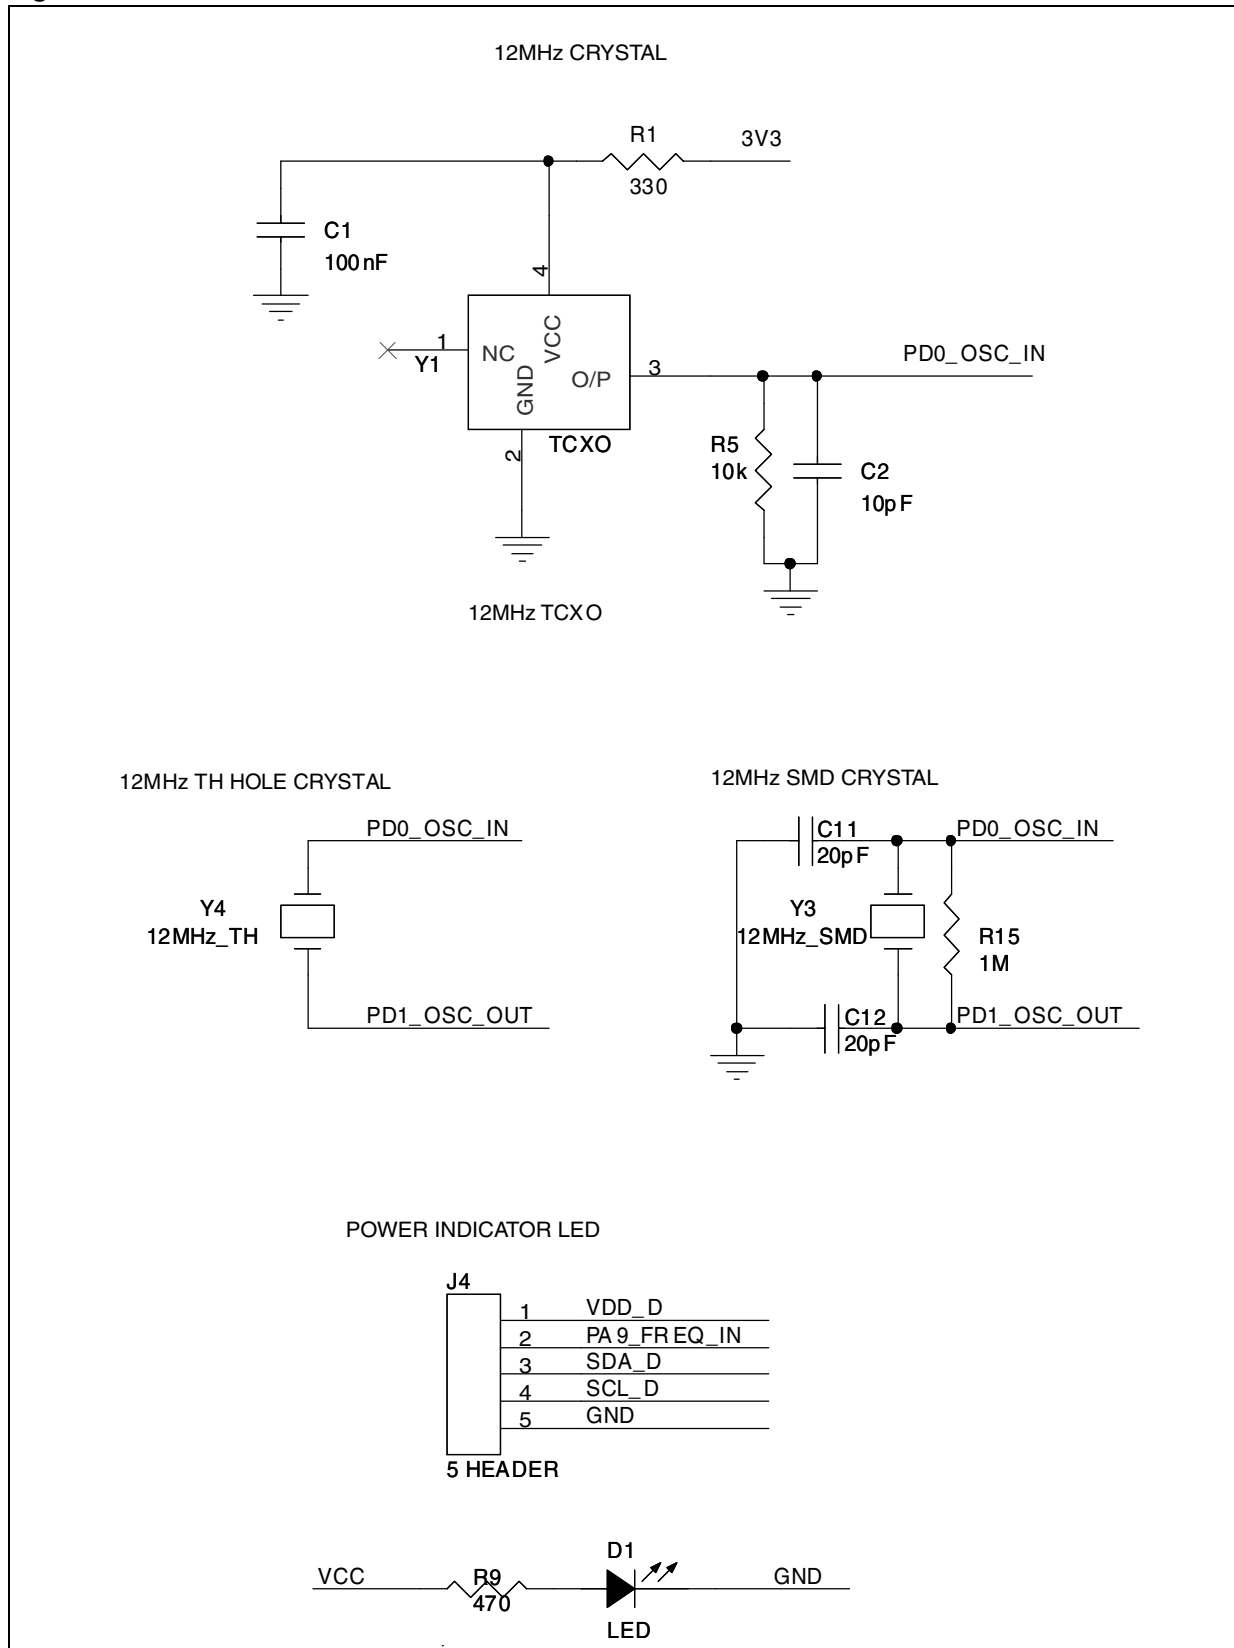 12MHz CRYSTAL
R1
3V3
330
C1
100nF
4
1
NC
VCC
Y1
GND
O/P
3
PD0_OSC_IN
TCXO
2
R5
10k
C2
10pF
12MHz TCXO
12MHz TH HOLE CRYSTAL
PD0_OSC_IN
Y4
12MHz_TH
PD1_OSC_OUT
12MHz SMD CRYSTAL
C11
20pF
PD0_OSC_IN
Y3
12MHz_SMD
R15
1M
C12
20pF
PD1_OSC_OUT
POWER INDICATOR LED
J4
1 VDD_D
2 PA9_FREQ_IN
3 SDA_D
4 SCL_D
5 GND
5 HEADER
D1
VCC
R9
470
GND
LED